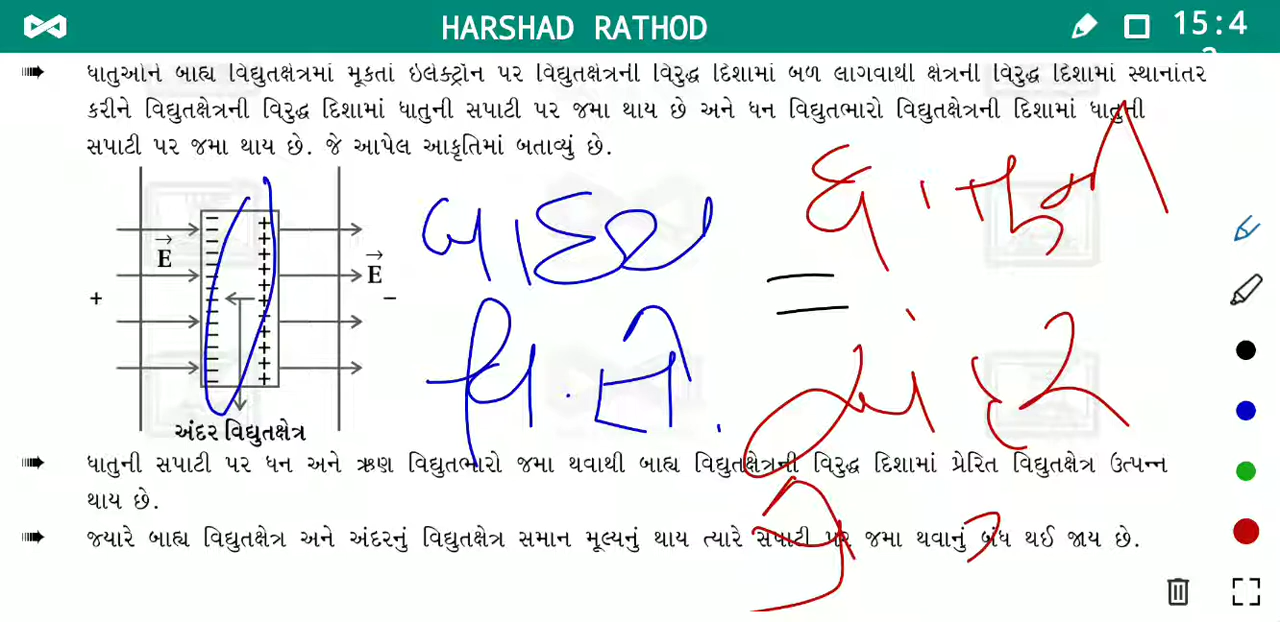 HARSHAD RATHOD
15:4
ધાતુઓને બાહ્ય વિદ્યુતક્ષેત્રમાં મૂકતાં ઇલેક્ટ્રૉન પર વિદ્યુતક્ષેત્રની વિરુદ્ધ દિશામાં બળ લાગવાથી ક્ષેત્રની વિરુદ્ધ દિશામાં સ્થાનાંતર
કરીને વિદ્યુતક્ષેત્રની વિરુદ્ધ દિશામાં ધાતુની સપાટી પર જમા થાય છે અને ધન વિદ્યુતભારો વિદ્યુતક્ષેત્રની દિશામાં ધાતુની
સપાટી પર જમા થાય છે. જે આપેલ આકૃતિમાં બતાવ્યું છે.
E E
+ −
અંદર વિદ્યુતક્ષેત્ર
બાહ્ય
ધાતુની
=
અંદર
ધાતુની સપાટી પર ધન અને ઋણ વિદ્યુતભારો જમા થવાથી બાહ્ય વિદ્યુતક્ષેત્રની વિરુદ્ધ દિશામાં પ્રેરિત વિદ્યુતક્ષેત્ર ઉત્પન્ન
થાય છે.
જ્યારે બાહ્ય વિદ્યુતક્ષેત્ર અને અંદરનું વિદ્યુતક્ષેત્ર સમાન મૂલ્યનું થાય ત્યારે સપાટી પર જમા થવાનું બંધ થઈ જાય છે.